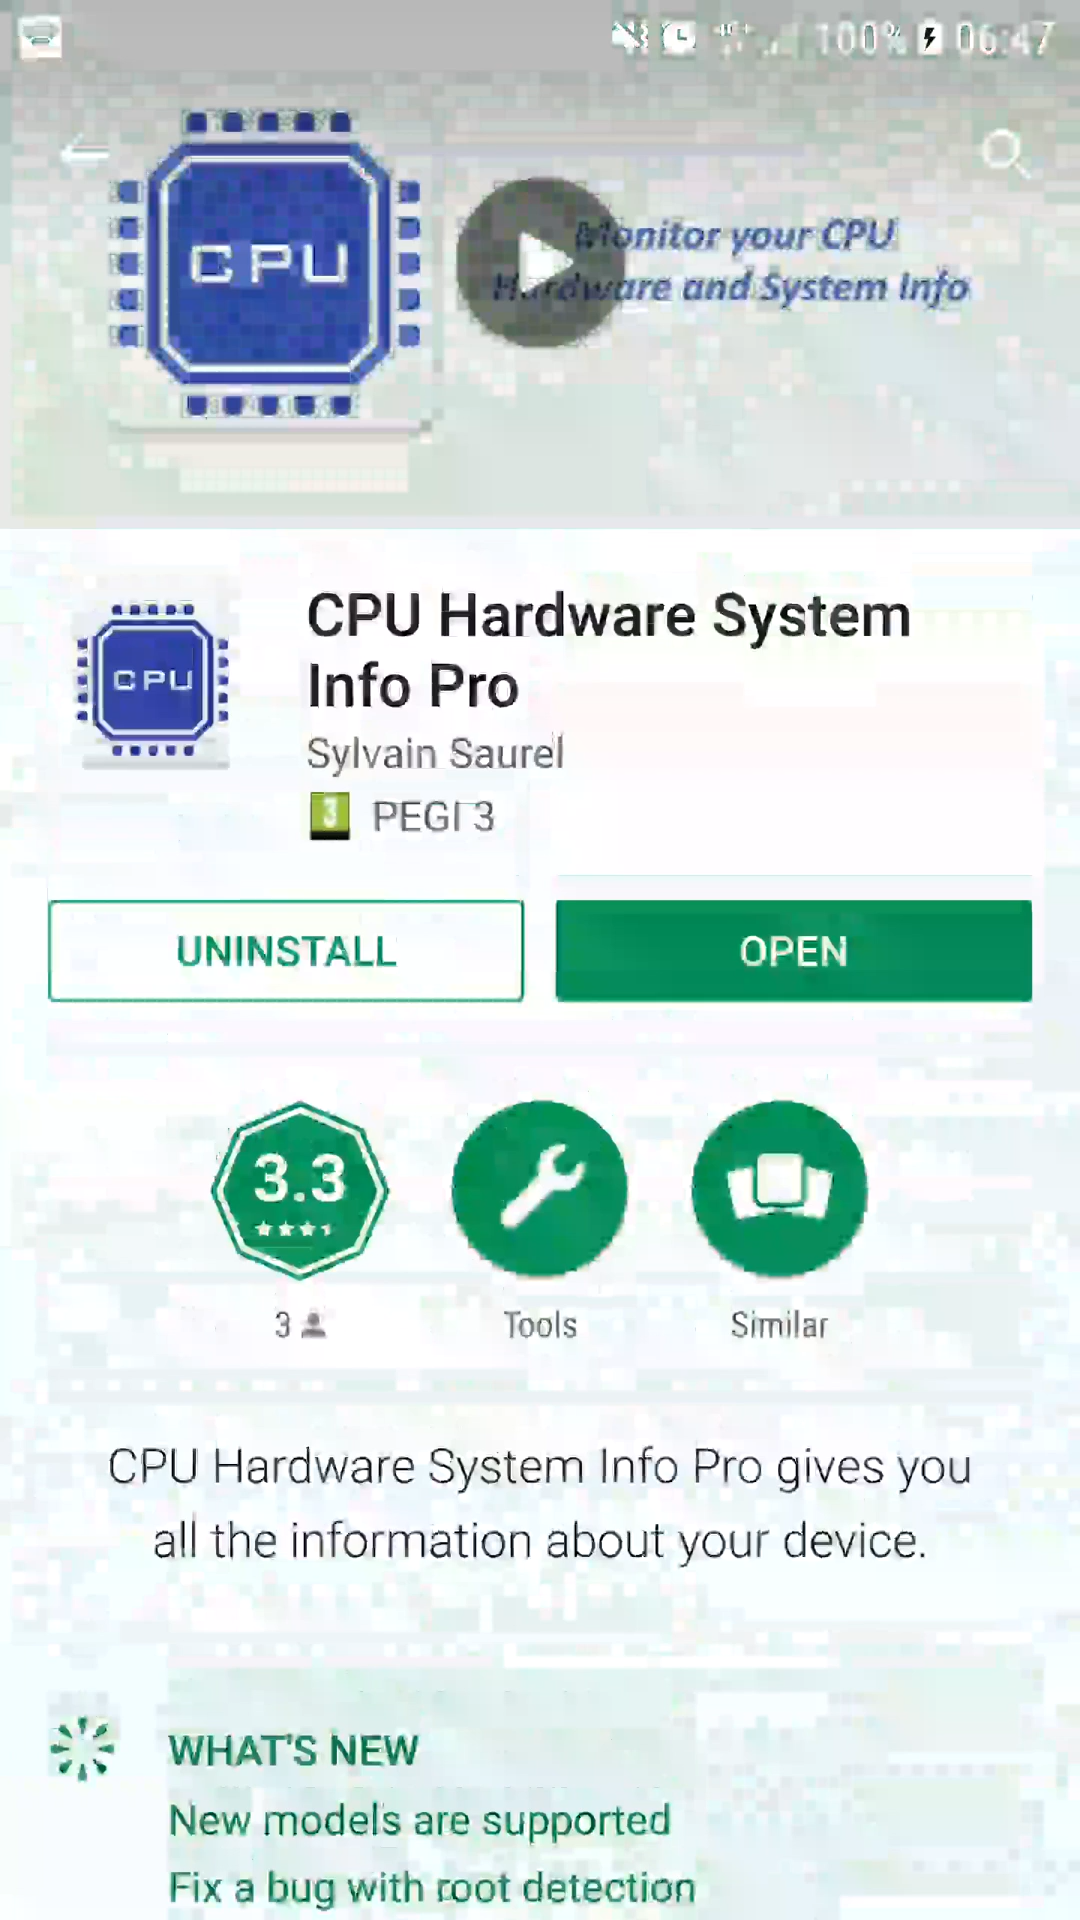 100% 06:47
CPU
Monitor your CPU
Hardware and System Info
CPU Hardware System
Info Pro
CPU
Sylvain Saurel
3 PEGI 3
UNINSTALL
OPEN
3.3
3
Tools
Similar
CPU Hardware System Info Pro gives you
all the information about your device.
WHAT'S NEW
New models are supported
Fix a bug with root detection